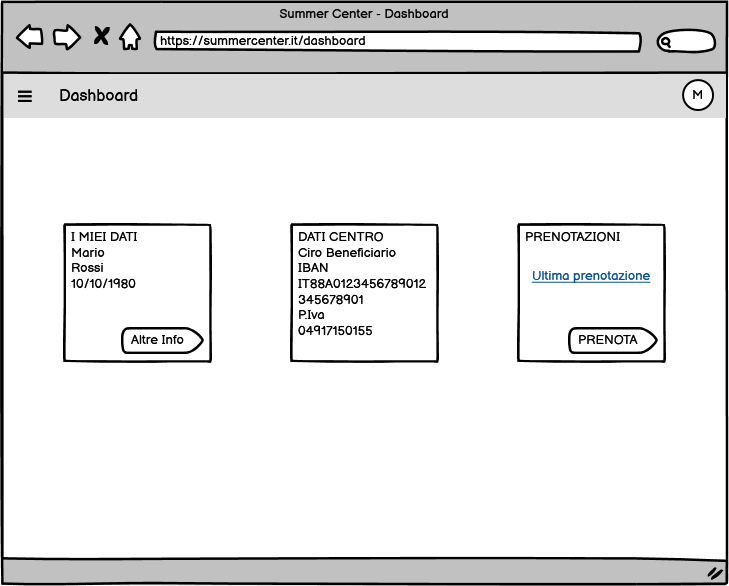 Summer Center - Dashboard
https://summercenter.it/dashboard
Dashboard
M
I MIEI DATI
Mario
Rossi
10/10/1980
Altre Info
DATI CENTRO
Ciro Beneficiario
IBAN
IT88A0123456789012
345678901
P.Iva
04917150155
PRENOTAZIONI
Ultima prenotazione
PRENOTA